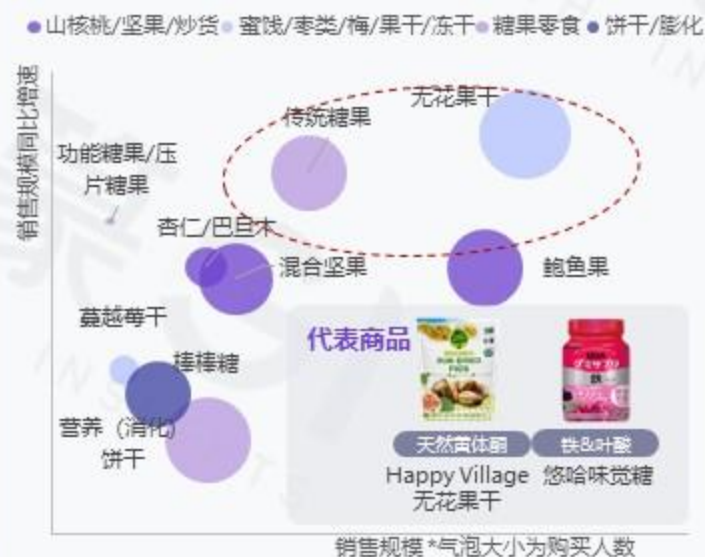 山核桃/坚果/炒货 蜜饯/枣类/梅/果干/冻干 糖果零食 饼干/膨化
销售规模同比增速
无花果干
传统糖果
功能糖果/压
片糖果
杏仁/巴旦木
混合坚果
鲍鱼果
蔓越莓干
代表商品
棒棒糖
营养（消化）
饼干
天然黄体酮 铁&叶酸
Happy Village 悠哈味觉糖
无花果干
销售规模 *气泡大小为购买人数